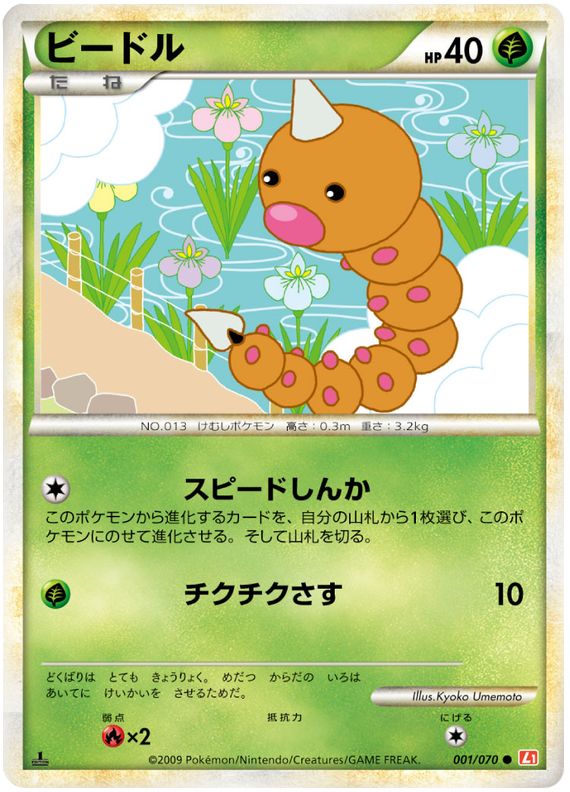 ビードル
HP40
たね
NO.013 けむしポケモン 高さ:0.3m 重さ:3.2kg
スピードしんか
このポケモンから進化するカードを、自分の山札から1枚選び、このポ
ケモンにのせて進化させる。そして山札を切る。
チクチクさす 10
どくばりは とても きょうりょく。めだつ からだの いろは
あいてに けいかいを させるためだ。
Illus.Kyoko Umemoto
弱点 抵抗力 にげる
×2
1 EDITION ©2009 Pokémon/Nintendo/Creatures/GAME FREAK. 001/070 ● L1